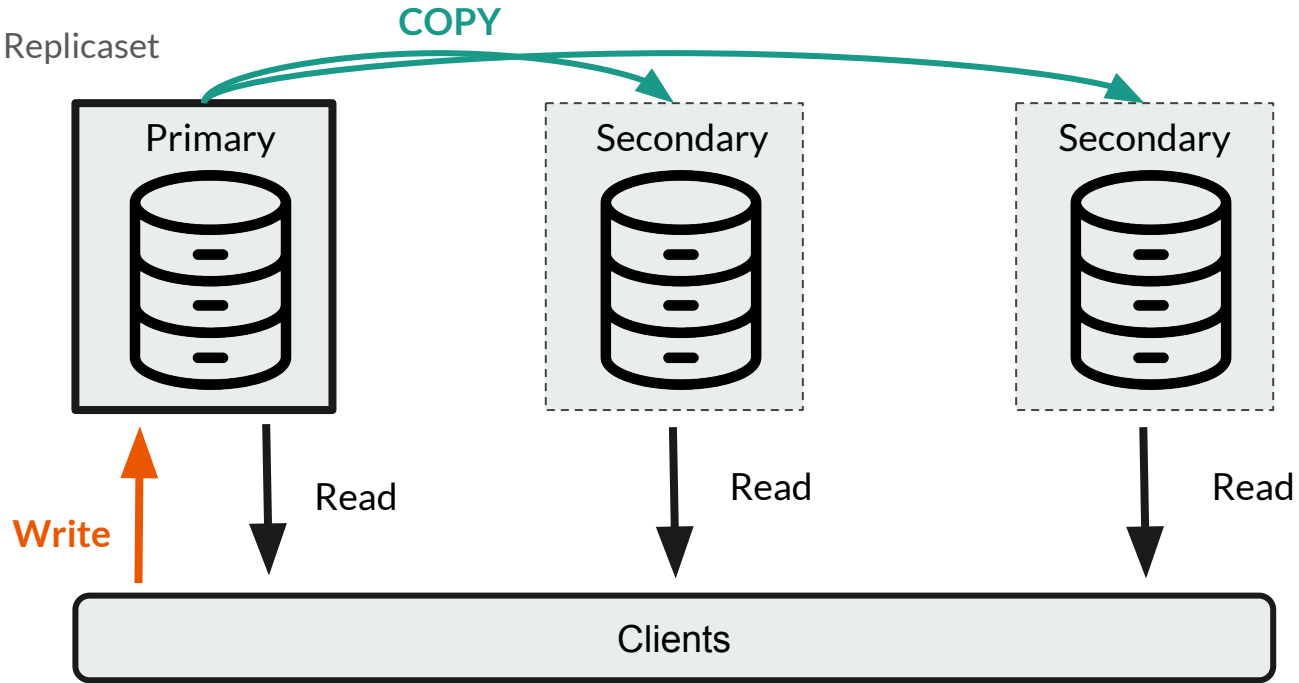 COPY
Replicaset
Primary
Secondary
Secondary
Read
Read
Read
Write
Clients